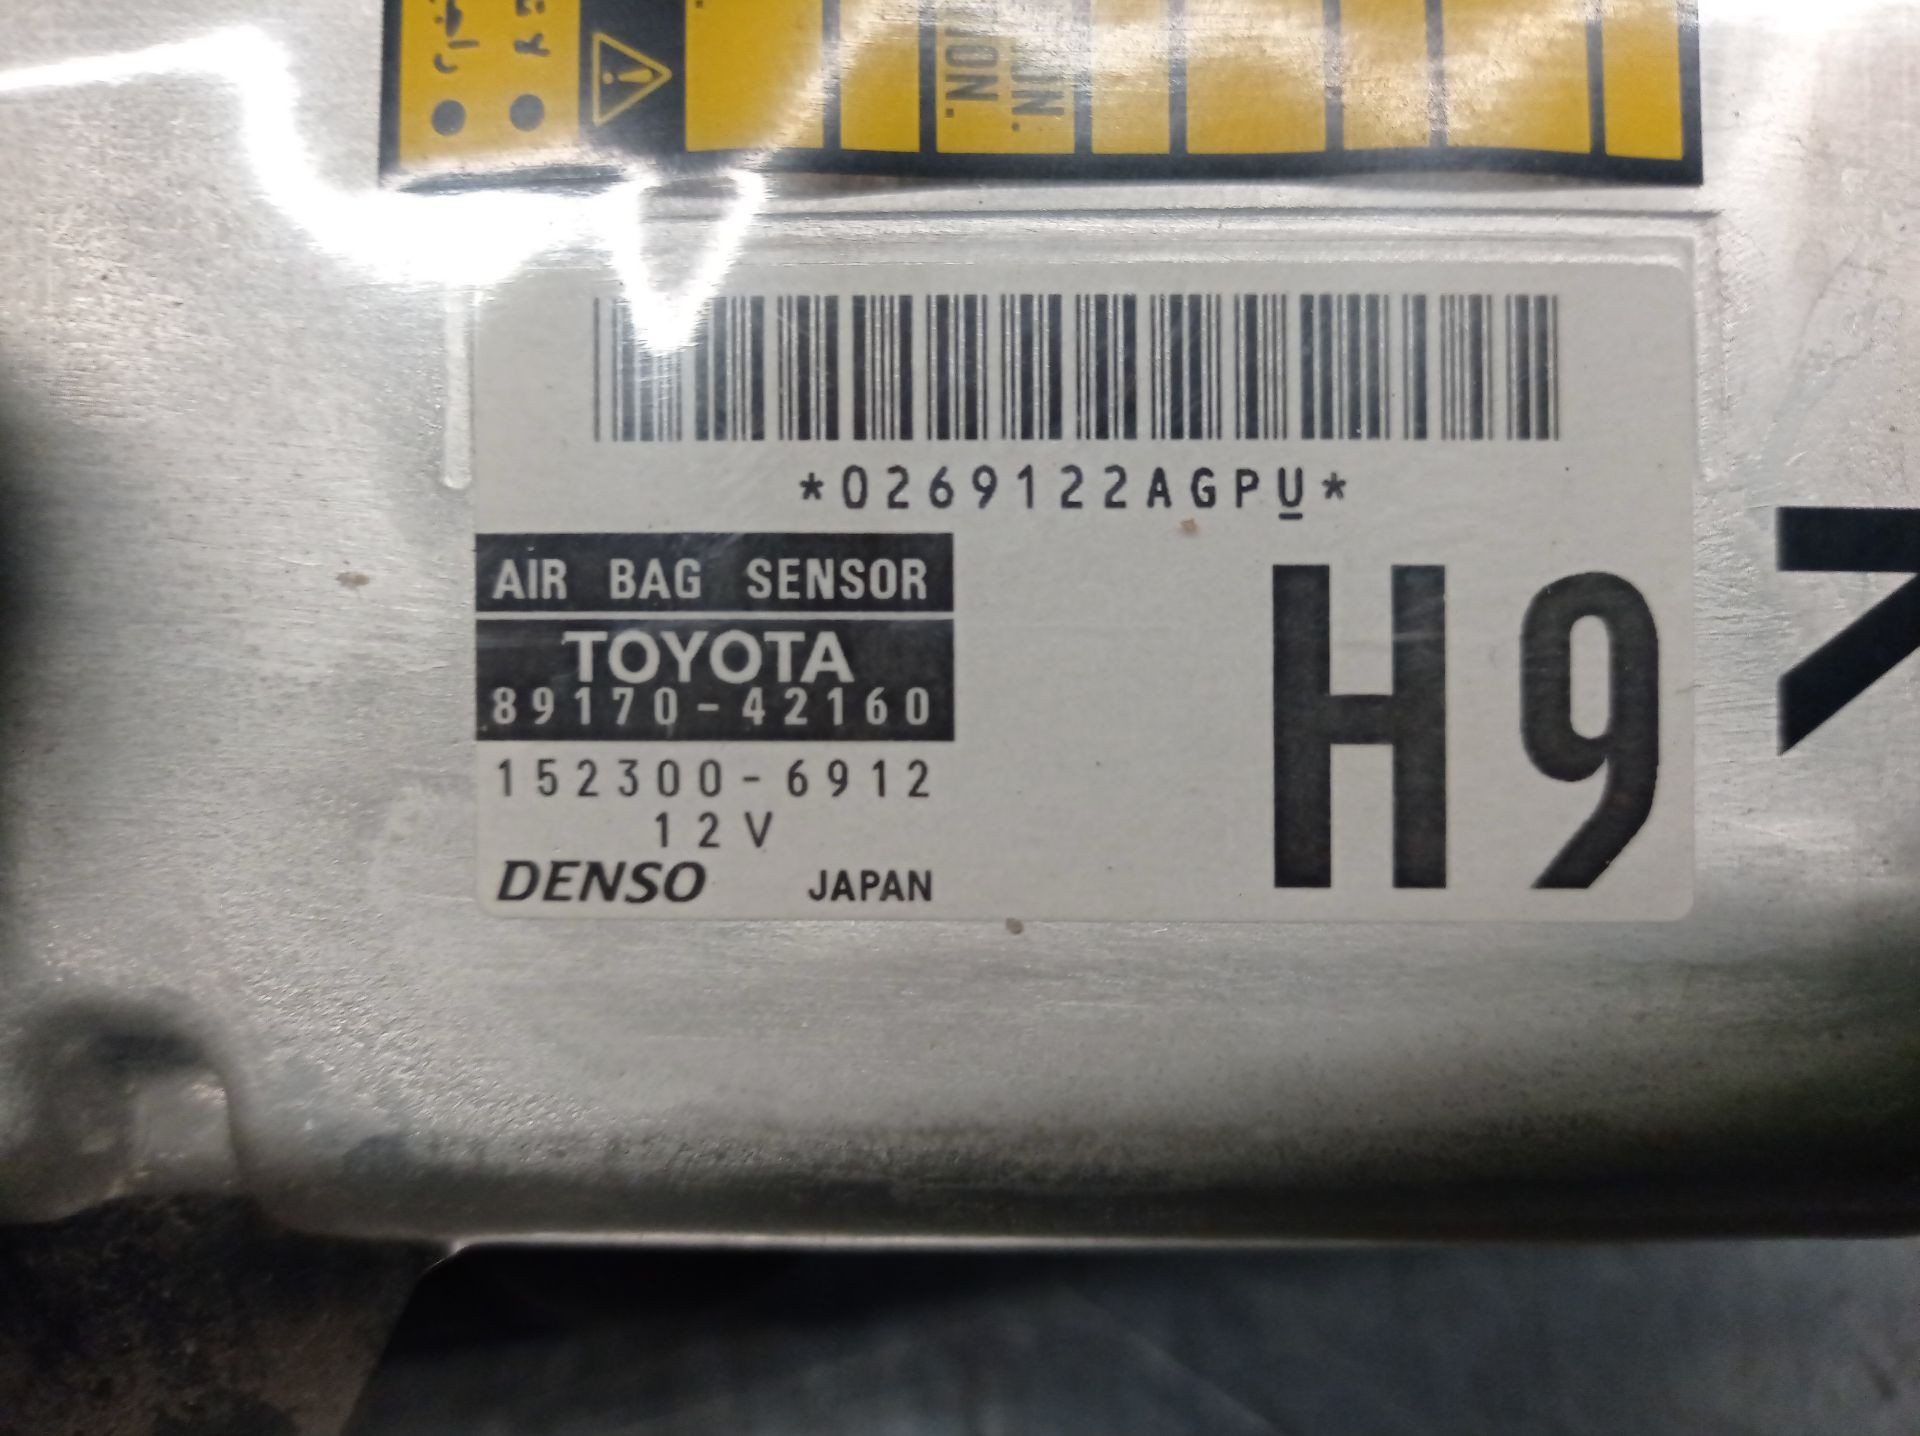 *0269122AGPU*
AIR BAG SENSOR
TOYOTA
89170-42160
152300-6912
12V
DENSO JAPAN
H9